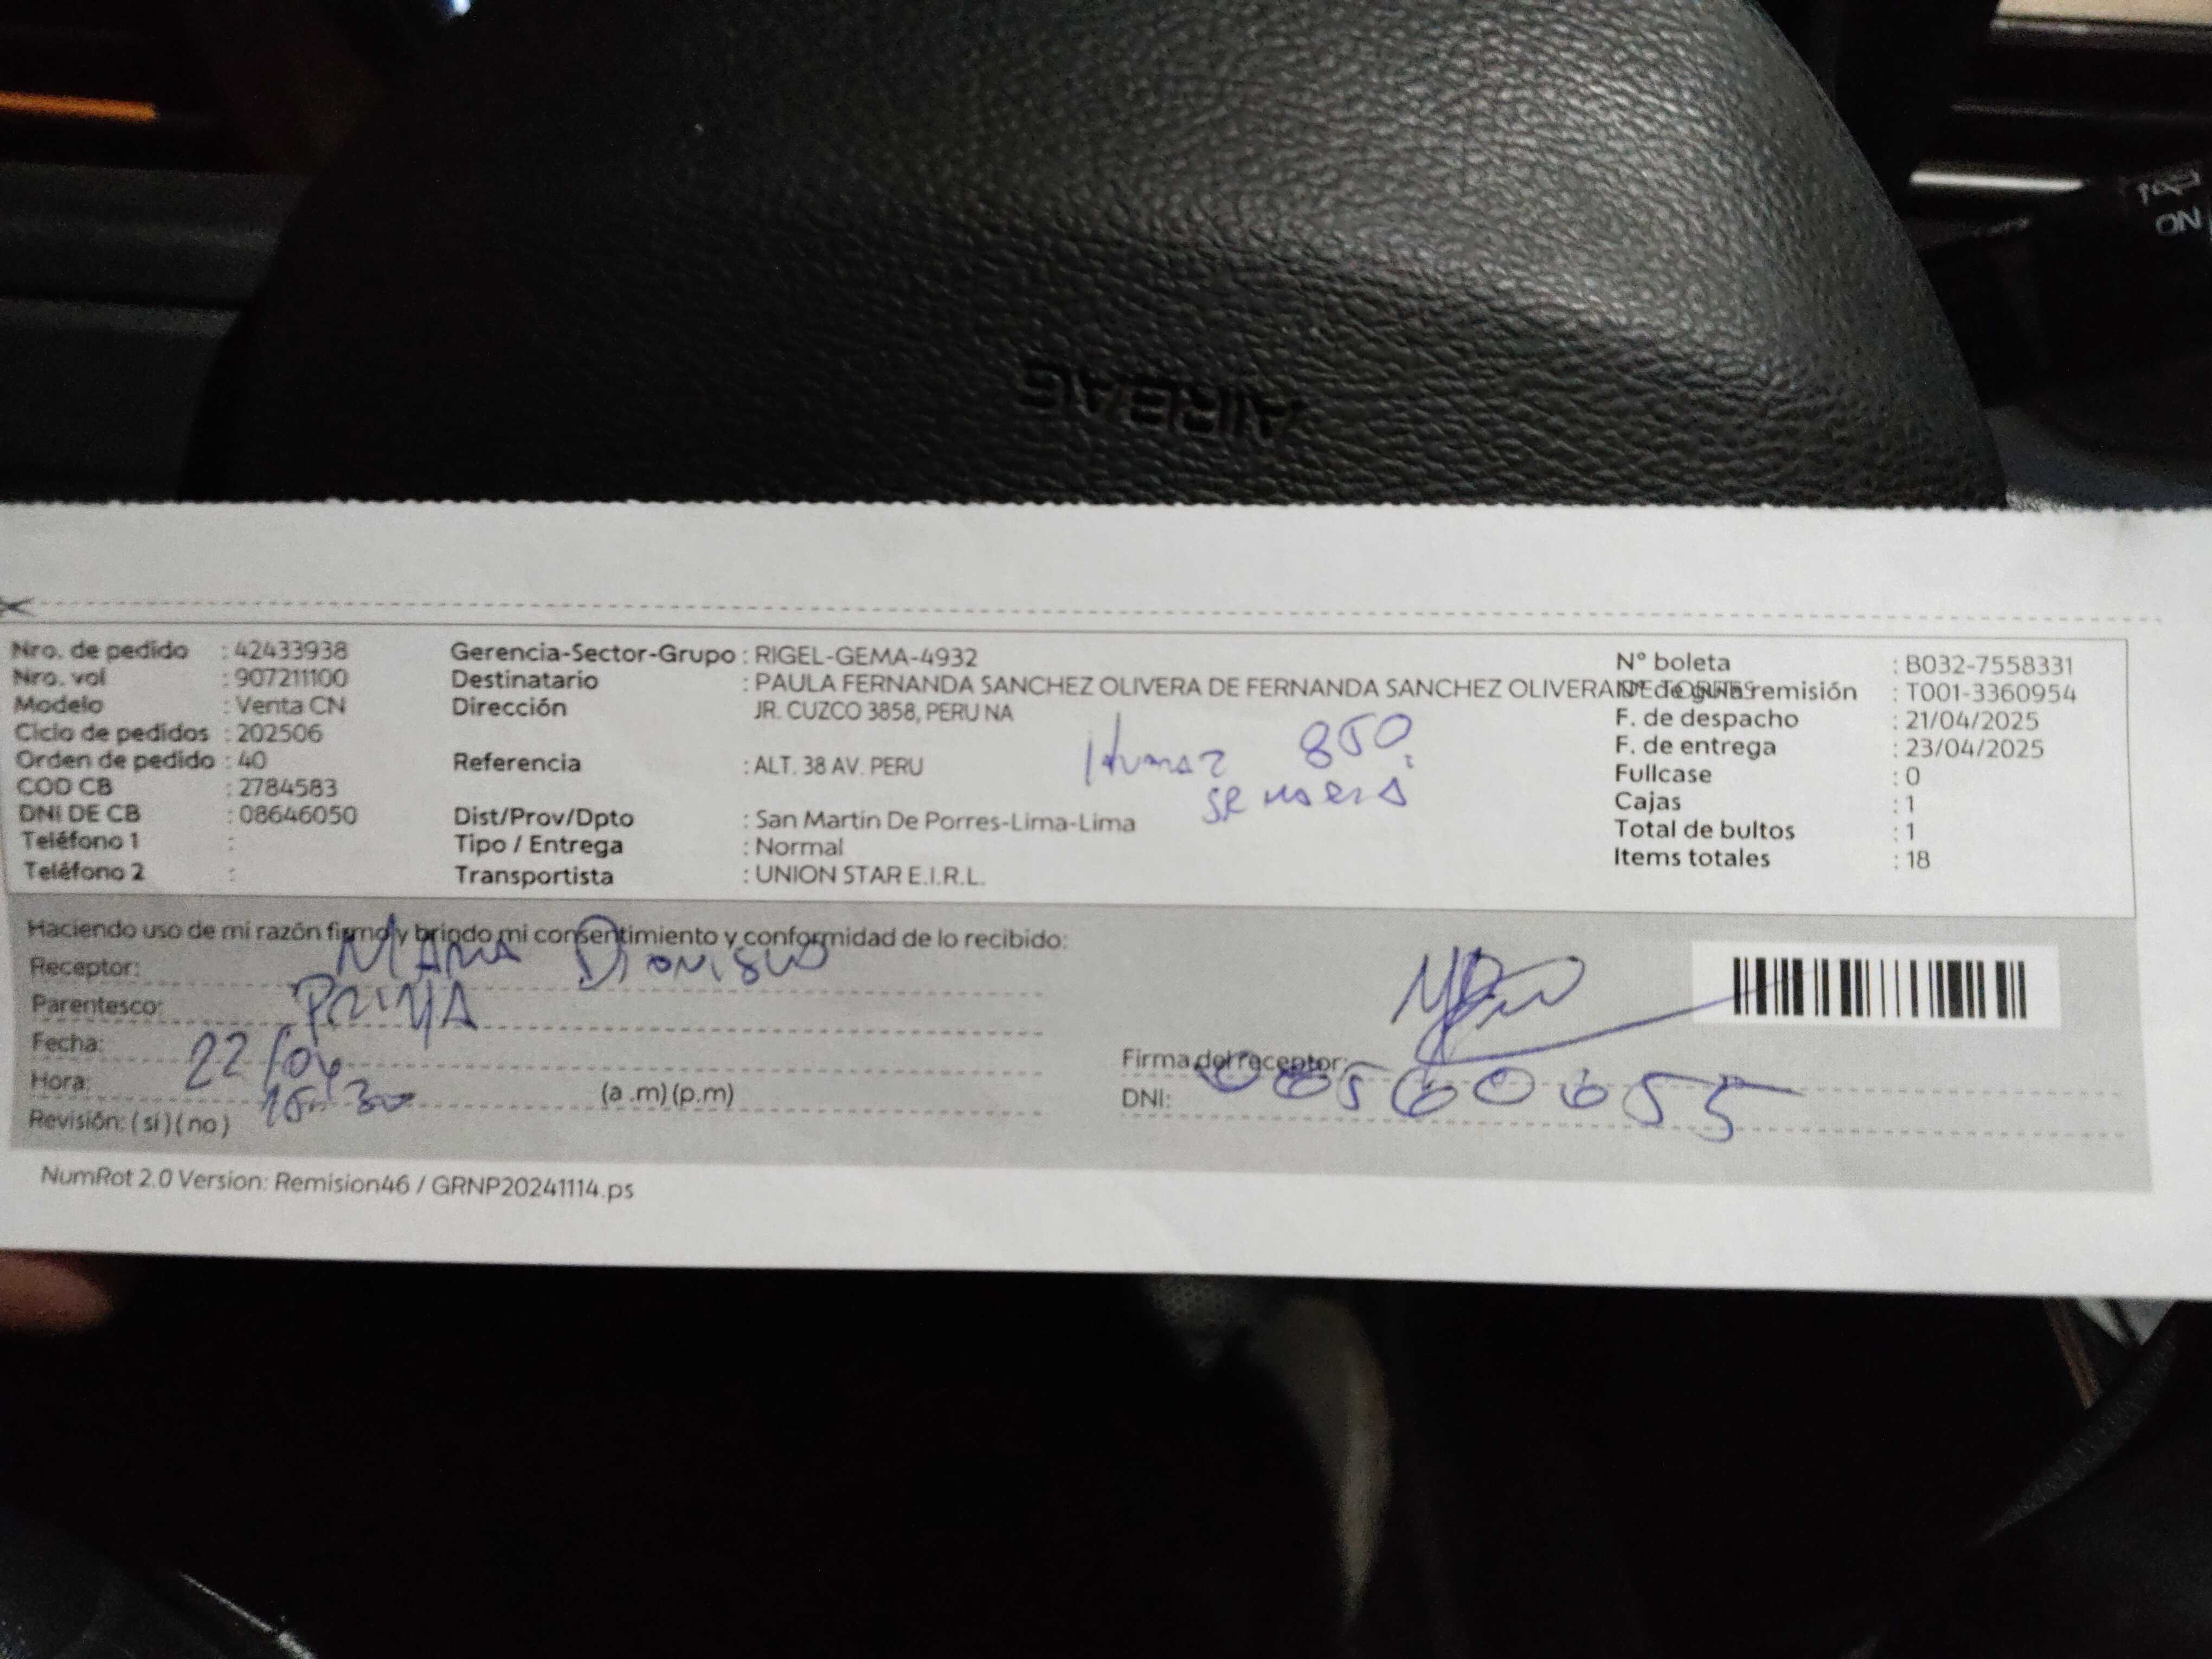 AIRBAG
NO
Nro. de pedido : 42433938
Nro. vol : 907211100
Modelo : Venta CN
Ciclo de pedidos : 202506
Orden de pedido : 40
COD CB : 2784583
DNI DE CB : 08646050
Teléfono 1 :
Teléfono 2 :
Gerencia-Sector-Grupo : RIGEL-GEMA-4932
Destinatario : PAULA FERNANDA SANCHEZ OLIVERA DE FERNANDA SANCHEZ OLIVERA DE TORRES
Dirección JR. CUZCO 3858, PERU NA
Referencia : ALT. 38 AV. PERU
850
Dist/Prov/Dpto : San Martin De Porres-Lima-Lima
Tipo / Entrega : Normal
Transportista : UNION STAR E.I.R.L.
N° boleta : B032-7558331
N° de guia remisión : T001-3360954
F. de despacho : 21/04/2025
F. de entrega : 23/04/2025
Fullcase : 0
Cajas : 1
Total de bultos : 1
Items totales : 18
Haciendo uso de mi razón firmo y brindo mi consentimiento y conformidad de lo recibido:
Receptor: MARIA DIONISIO
Parentesco: PRIMA
Fecha: 22/04
Hora: 15:30 (a .m) (p.m)
Revisión: ( si ) ( no )
Firma del receptor:
DNI:
NumRot 2.0 Version: Remision46 / GRNP20241114.ps